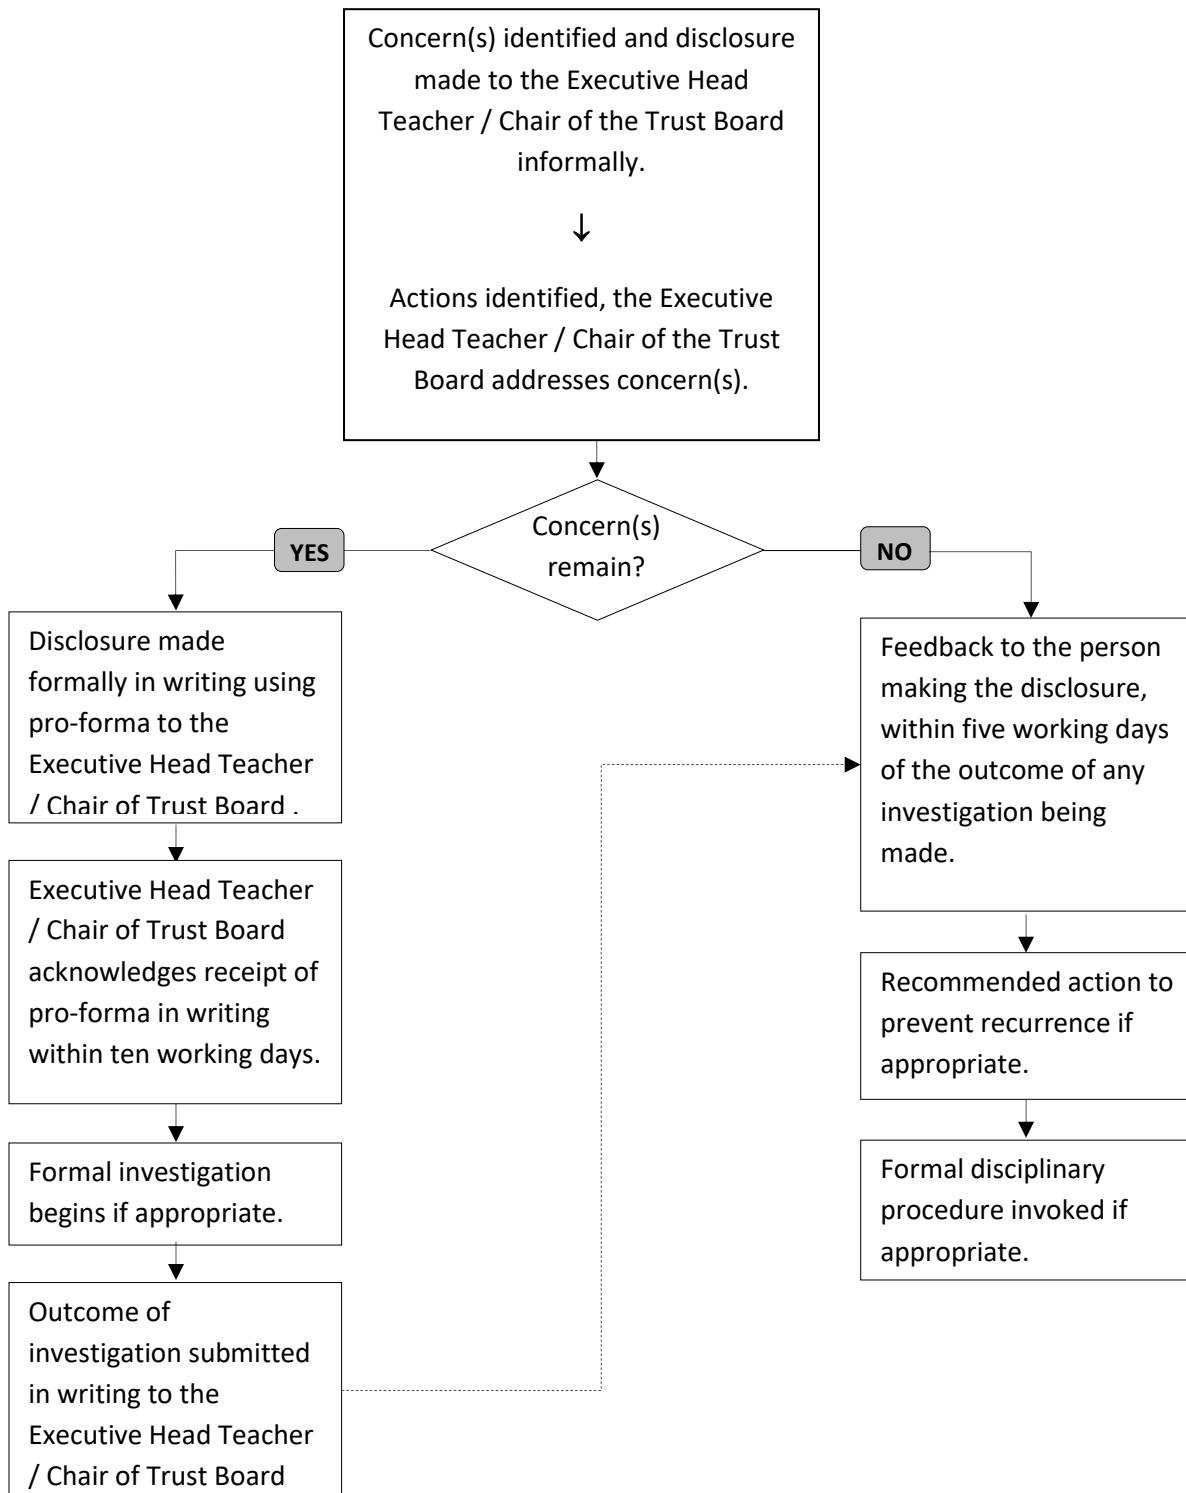 Concern(s) identified and disclosure
made to the Executive Head
Teacher / Chair of the Trust Board
informally.
↓
Actions identified, the Executive
Head Teacher / Chair of the Trust
Board addresses concern(s).
Concern(s)
remain?
YES
NO
Disclosure made
formally in writing using
pro-forma to the
Executive Head Teacher
/ Chair of Trust Board .
Executive Head Teacher
/ Chair of Trust Board
acknowledges receipt of
pro-forma in writing
within ten working days.
Formal investigation
begins if appropriate.
Outcome of
investigation submitted
in writing to the
Executive Head Teacher
/ Chair of Trust Board
Feedback to the person
making the disclosure,
within five working days
of the outcome of any
investigation being
made.
Recommended action to
prevent recurrence if
appropriate.
Formal disciplinary
procedure invoked if
appropriate.